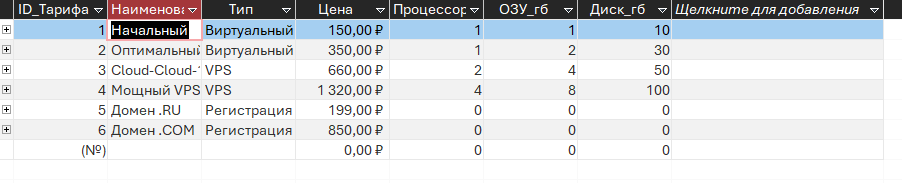 ID_Тарифа Наименова Тип Цена Процессор ОЗУ_гб Диск_гб Щелкните для добавления
1 Начальный Виртуальный 150,00 ₽ 1 1 10
2 Оптимальный Виртуальный 350,00 ₽ 1 2 30
3 Cloud-Cloud- VPS 660,00 ₽ 2 4 50
4 Мощный VPS VPS 1 320,00 ₽ 4 8 100
5 Домен .RU Регистрация 199,00 ₽ 0 0 0
6 Домен .COM Регистрация 850,00 ₽ 0 0 0
(№) 0,00 ₽ 0 0 0